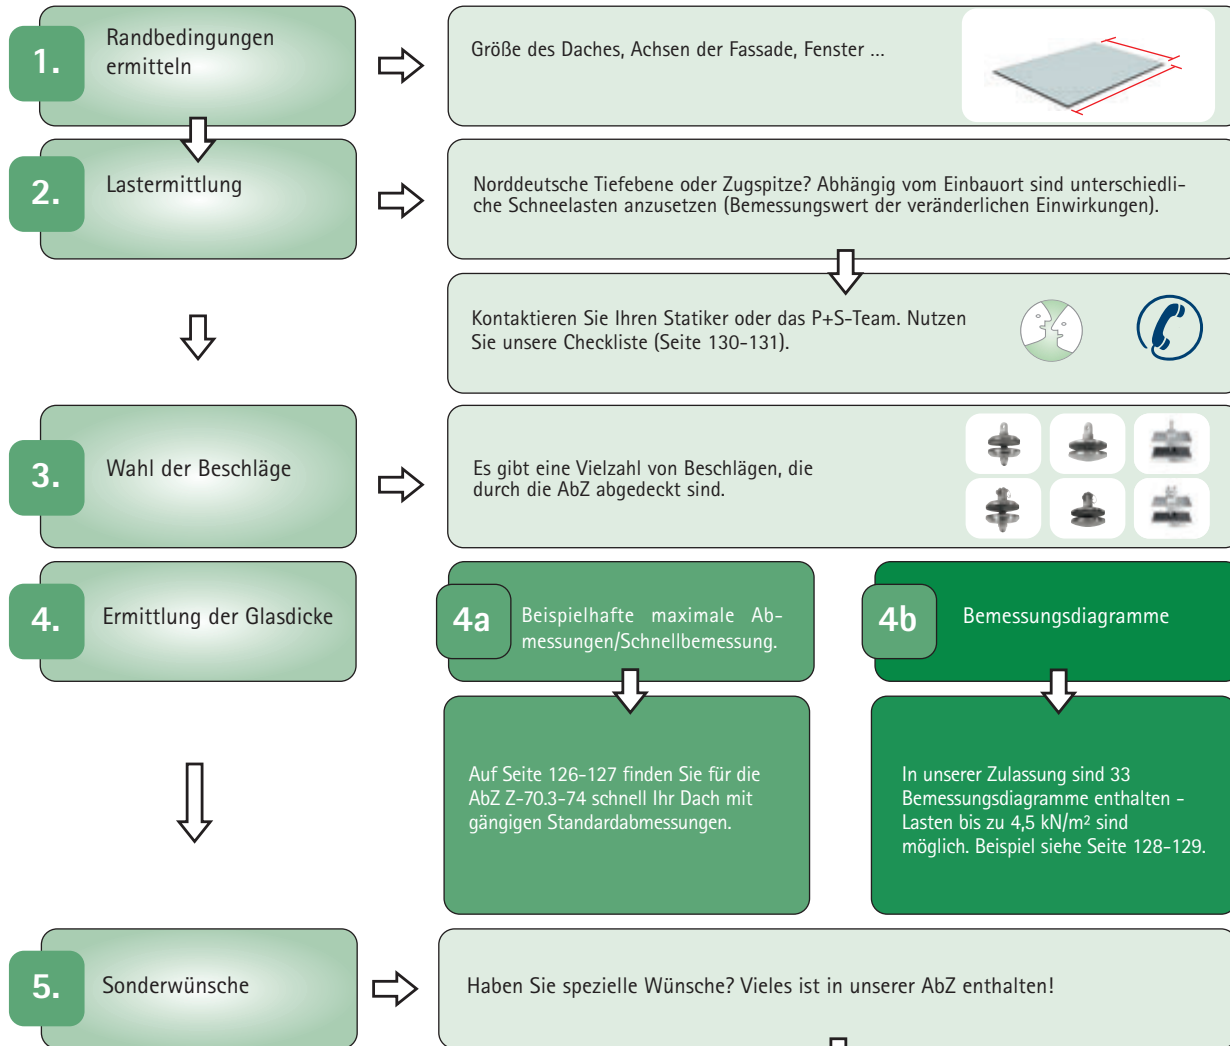 1.
Randbedingungen
ermitteln
Größe des Daches, Achsen der Fassade, Fenster ...
2.
Lastermittlung
Norddeutsche Tiefebene oder Zugspitze? Abhängig vom Einbauort sind unterschiedli-
che Schneelasten anzusetzen (Bemessungswert der veränderlichen Einwirkungen).
Kontaktieren Sie Ihren Statiker oder das P+S-Team. Nutzen
Sie unsere Checkliste (Seite 130-131).
3.
Wahl der Beschläge
Es gibt eine Vielzahl von Beschlägen, die
durch die AbZ abgedeckt sind.
4.
Ermittlung der Glasdicke
4a
Beispielhafte maximale Ab-
messungen/Schnellbemessung.
Auf Seite 126-127 finden Sie für die
AbZ Z-70.3-74 schnell Ihr Dach mit
gängigen Standardabmessungen.
4b
Bemessungsdiagramme
In unserer Zulassung sind 33
Bemessungsdiagramme enthalten -
Lasten bis zu 4,5 kN/m² sind
möglich. Beispiel siehe Seite 128-129.
5.
Sonderwünsche
Haben Sie spezielle Wünsche? Vieles ist in unserer AbZ enthalten!